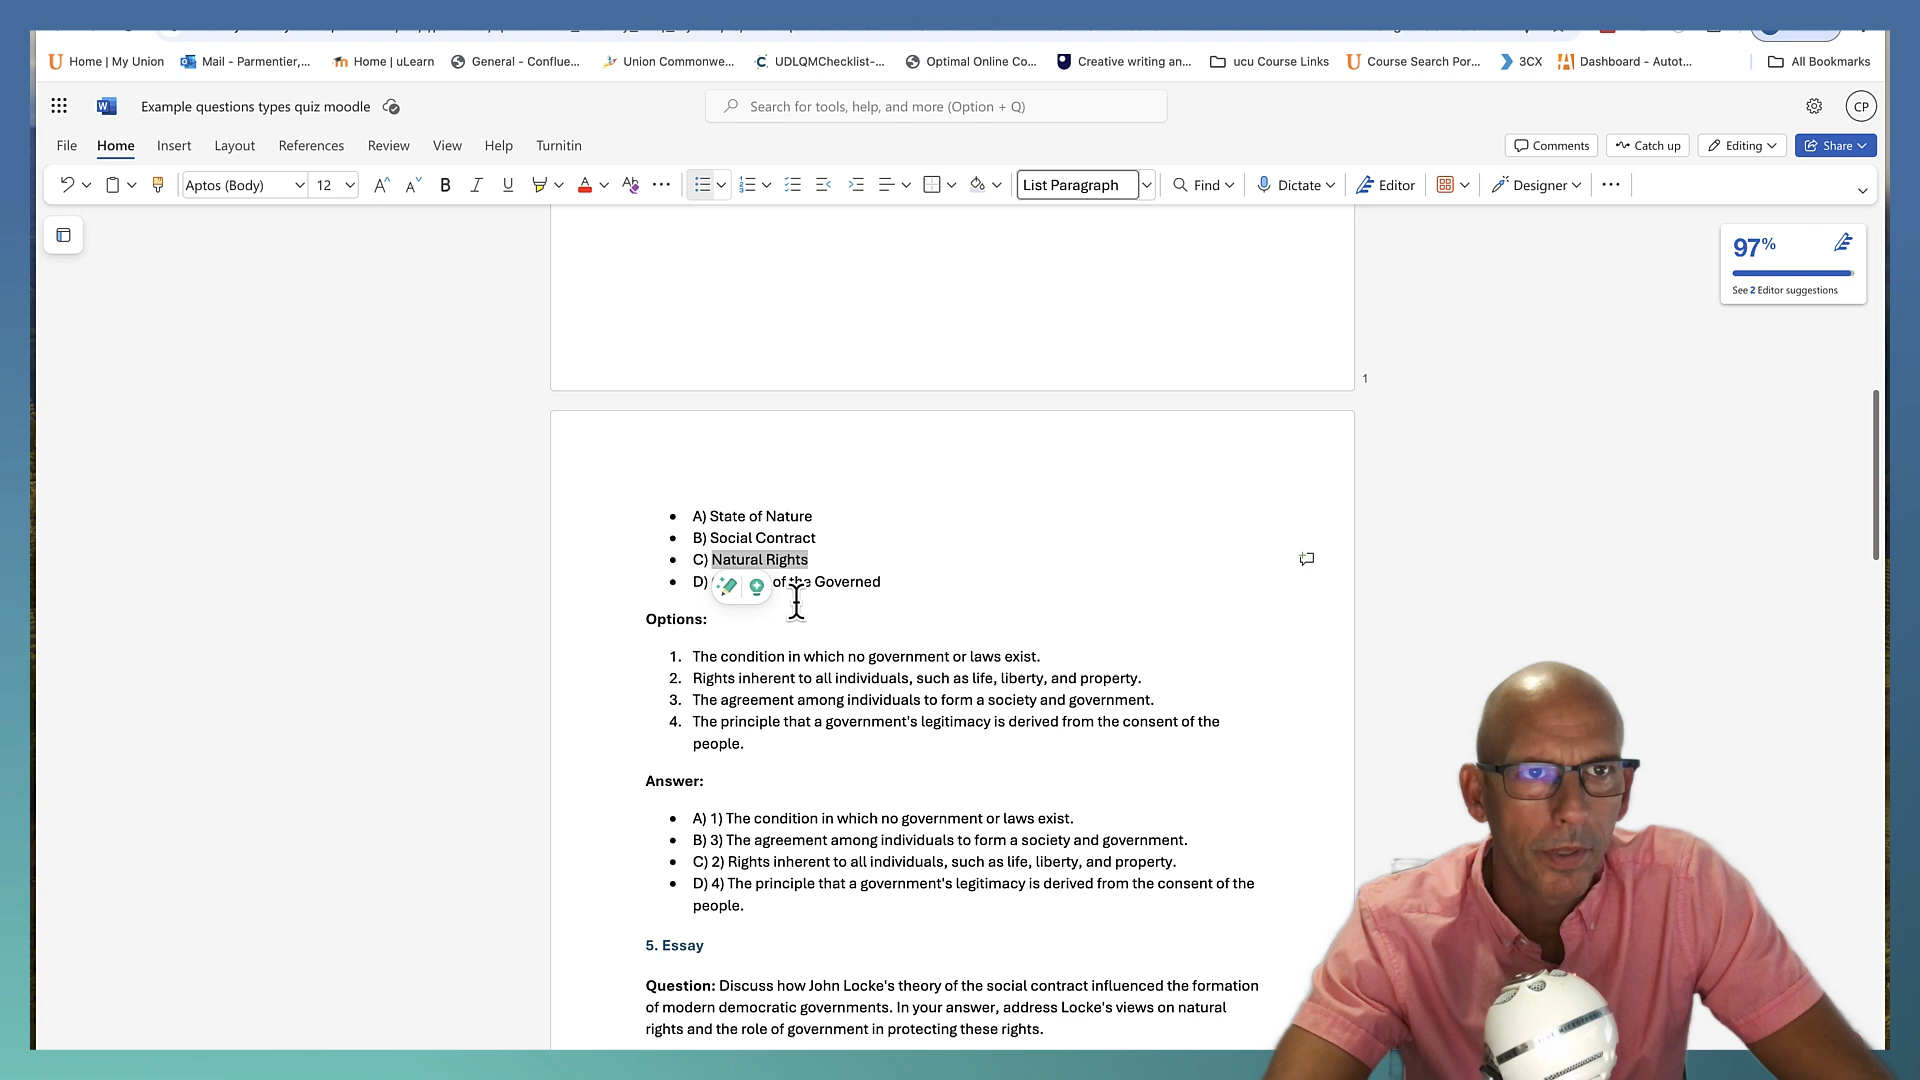 Home | My Union Mail - Parmentier,... Home | uLearn General - Conflue... Union Commonwe... UDLQMChecklist-... Optimal Online Co... Creative writing an... ucu Course Links Course Search Por... 3CX Dashboard - Autot... All Bookmarks
Example questions types quiz moodle Search for tools, help, and more (Option + Q) CP
File Home Insert Layout References Review View Help Tutnitin Comments Catch up Editing Share
Aptos (Body) 12 A A B I U A Ab List Paragraph Find Dictate Editor Designer
97%
See 2 Editor suggestions
1
A) State of Nature
B) Social Contract
C) Natural Rights
D) of the Governed
Options:
1. The condition in which no government or laws exist.
2. Rights inherent to all individuals, such as life, liberty, and property.
3. The agreement among individuals to form a society and government.
4. The principle that a government's legitimacy is derived from the consent of the
people.
Answer:
A) 1) The condition in which no government or laws exist.
B) 3) The agreement among individuals to form a society and government.
C) 2) Rights inherent to all individuals, such as life, liberty, and property.
D) 4) The principle that a government's legitimacy is derived from the consent of the
people.
5. Essay
Question: Discuss how John Locke's theory of the social contract influenced the formation
of modern democratic governments. In your answer, address Locke's views on natural
rights and the role of government in protecting these rights.